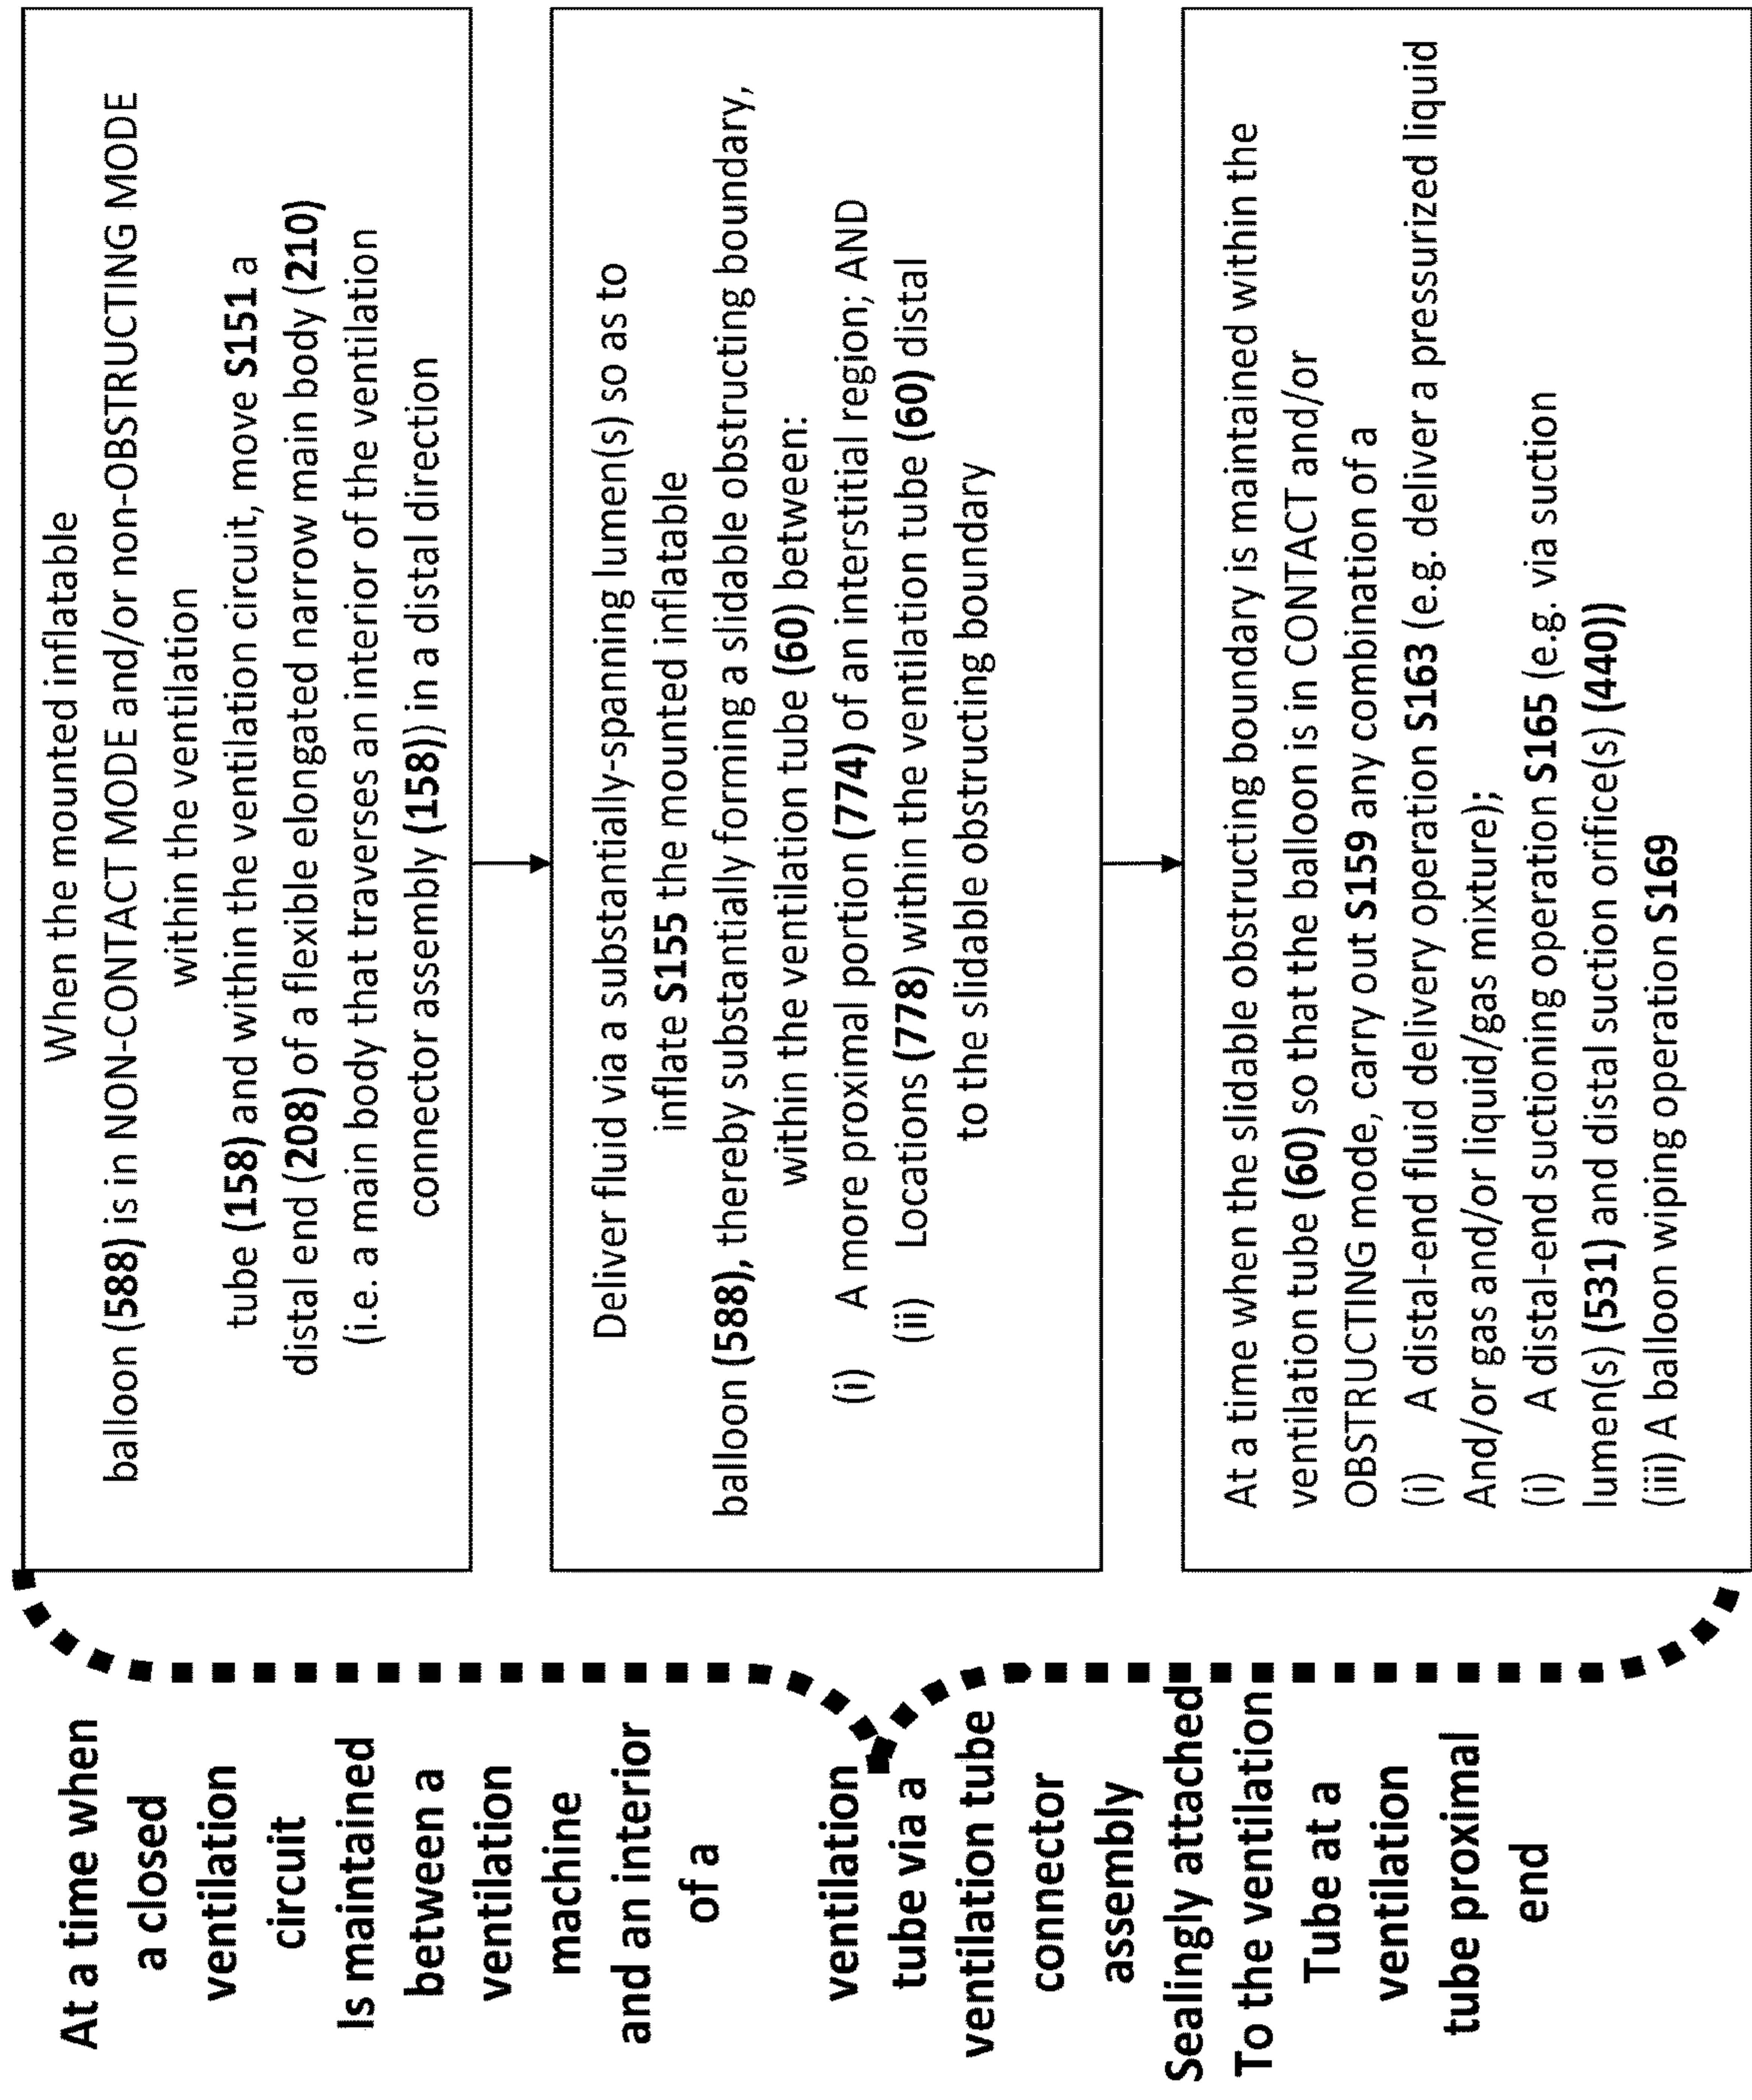 At a time when
a closed
ventilation
circuit
Is maintained
between a
ventilation
machine
and an interior
of a
ventilation
tube via a
ventilation tube
connector
assembly
Sealingly attached
To the ventilation
Tube at a
ventilation
tube proximal
end
When the mounted inflatable
balloon (588) is in NON-CONTACT MODE and/or non-OBSTRUCTING MODE
within the ventilation
tube (158) and within the ventilation circuit, move S151 a
distal end (208) of a flexible elongated narrow main body (210)
(i.e. a main body that traverses an interior of the ventilation
connector assembly (158)) in a distal direction
Deliver fluid via a substantially-spanning lumen(s) so as to
inflate S155 the mounted inflatable
balloon (588), thereby substantially forming a slidable obstructing boundary,
within the ventilation tube (60) between:
(i) A more proximal portion (774) of an interstitial region; AND
(ii) Locations (778) within the ventilation tube (60) distal
to the slidable obstructing boundary
At a time when the slidable obstructing boundary is maintained within the
ventilation tube (60) so that the balloon is in CONTACT and/or
OBSTRUCTING mode, carry out S159 any combination of a
(i) A distal-end fluid delivery operation S163 (e.g. deliver a pressurized liquid
And/or gas and/or liquid/gas mixture);
(i) A distal-end suctioning operation S165 (e.g. via suction
lumen(s) (531) and distal suction orifice(s) (440))
(iii) A balloon wiping operation S169